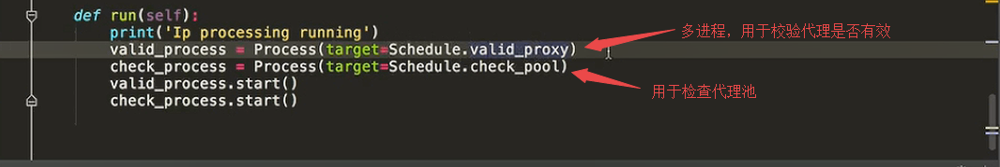 def run(self):
print('Ip processing running')
valid_process = Process(target=Schedule.valid_proxy)
check_process = Process(target=Schedule.check_pool)
valid_process.start()
check_process.start()
多进程，用于校验代理是否有效
用于检查代理池